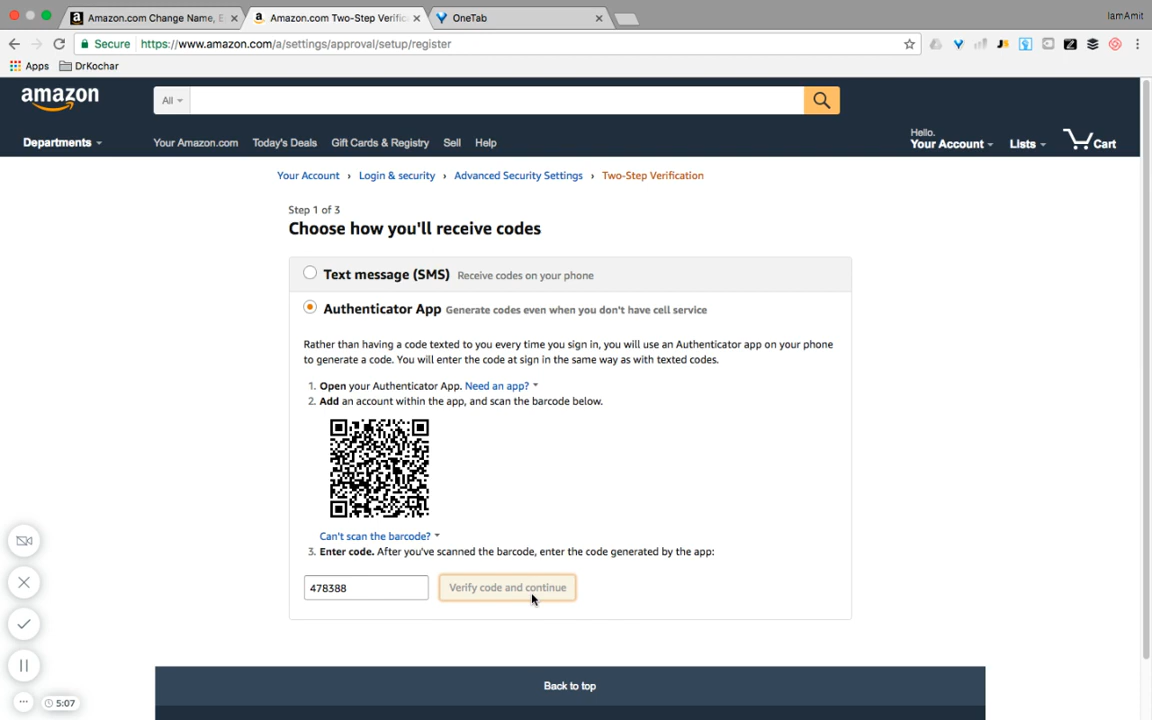 Amazon.com Change Name, E
Amazon.com Two-Step Verific
OneTab
IamAmit
Secure https://www.amazon.com/a/settings/approval/setup/register
Apps DrKochar
amazon
All
Departments Your Amazon.com Today's Deals Gift Cards & Registry Sell Help
Hello.
Your Account Lists Cart
Your Account › Login & security › Advanced Security Settings › Two-Step Verification
Step 1 of 3
Choose how you'll receive codes
Text message (SMS) Receive codes on your phone
Authenticator App Generate codes even when you don't have cell service
Rather than having a code texted to you every time you sign in, you will use an Authenticator app on your phone
to generate a code. You will enter the code at sign in the same way as with texted codes.
1. Open your Authenticator App. Need an app?
2. Add an account within the app, and scan the barcode below.
Can't scan the barcode?
3. Enter code. After you've scanned the barcode, enter the code generated by the app:
478388 Verify code and continue
Back to top
5:07